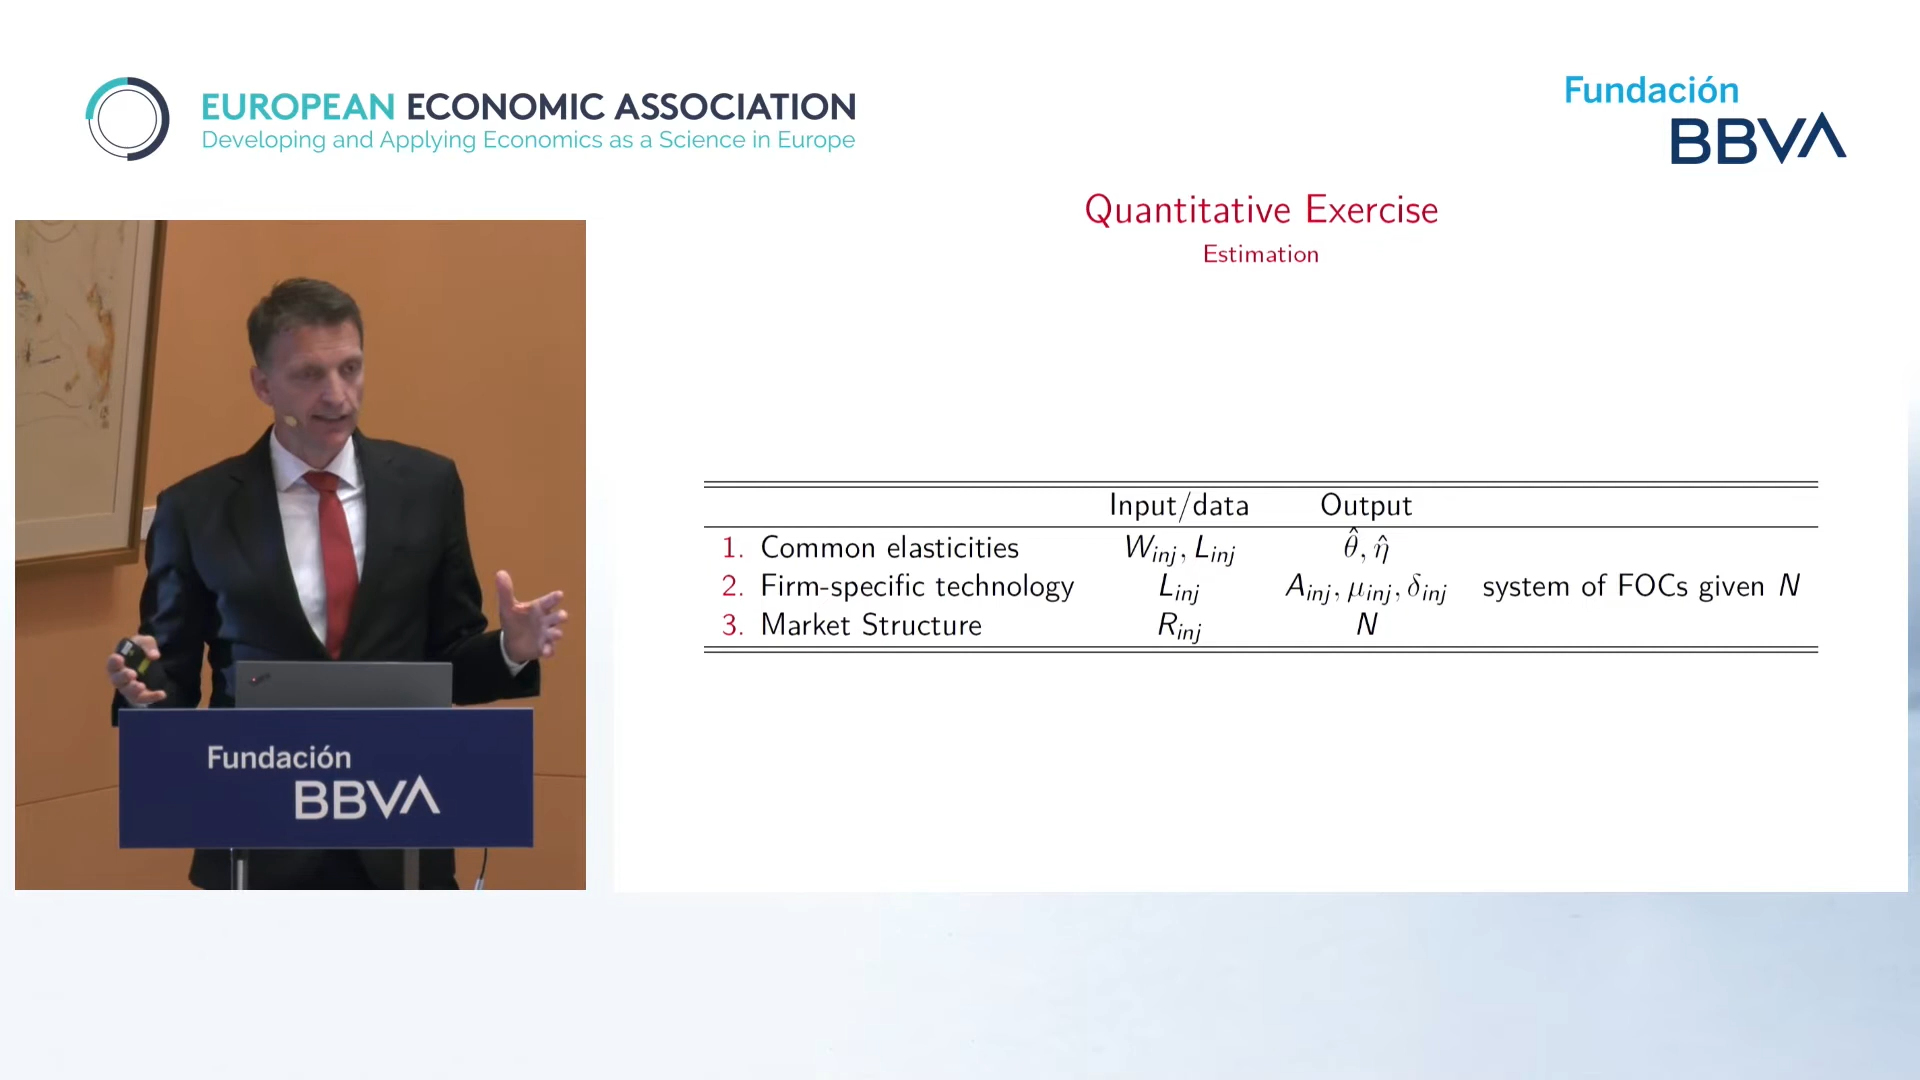 EUROPEAN ECONOMIC ASSOCIATION
Developing and Applying Economics as a Science in Europe
Fundación
BBVA
Quantitative Exercise
Estimation
Input/data Output
1. Common elasticities W_inj, L_inj θ̂, η̂
2. Firm-specific technology L_inj A_inj, μ_inj, δ_inj system of FOCs given N
3. Market Structure R_inj N
Fundación
BBVA